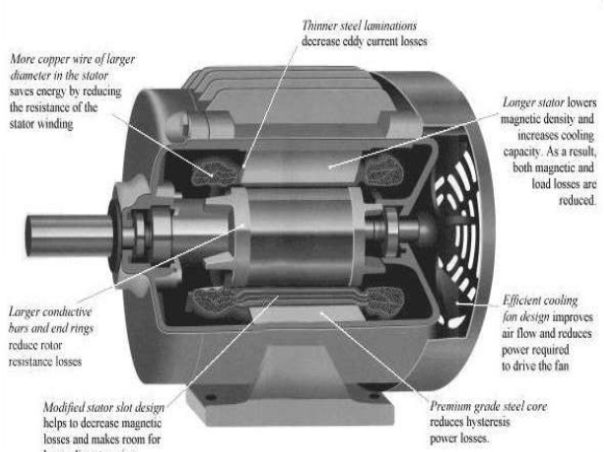 Thinner steel laminations
decrease eddy current losses
More copper wire of larger
diameter in the stator
saves energy by reducing
the resistance of the
stator winding
Longer stator lowers
magnetic density and
increases cooling
capacity. As a result,
both magnetic and
load losses are
reduced.
Larger conductive
bars and end rings
reduce rotor
resistance losses
Efficient cooling
fan design improves
air flow and reduces
power required
to drive the fan
Modified stator slot design
helps to decrease magnetic
losses and makes room for
Premium grade steel core
reduces hysteresis
power losses.